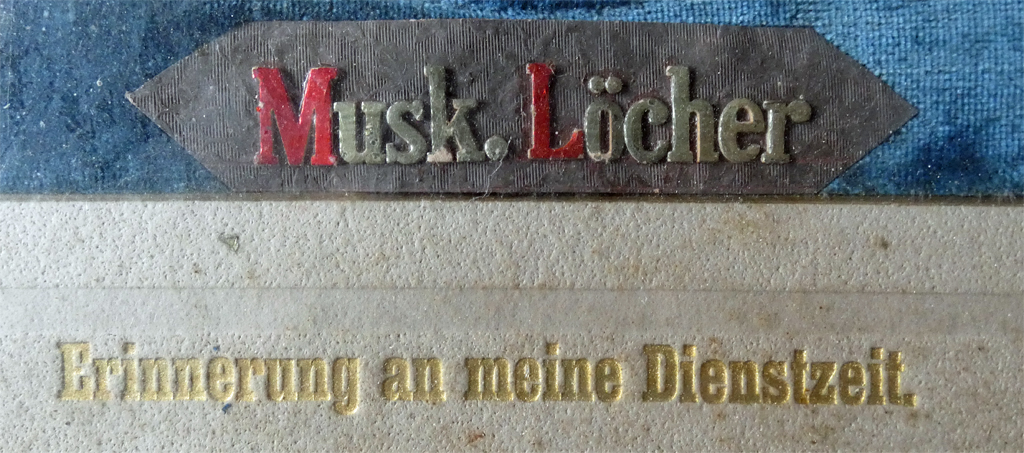 Musk. Löcher
Erinnerung an meine Dienstzeit.